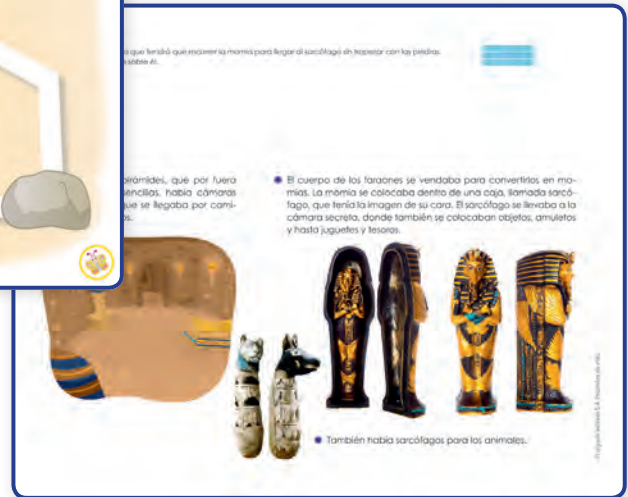 que tendrá que recorrer la momia para llegar al sarcófago sin tropezar con las piedras.
sobre él.
pirámides, que por fuera
sencillas, había cámaras
que se llegaba por cami-
os.
El cuerpo de los faraones se vendaba para convertirlos en mo-
mias. La momia se colocaba dentro de una caja, llamada sarcó-
fago, que tenía la imagen de su cara. El sarcófago se llevaba a la
cámara secreta, donde también se colocaban objetos, amuletos
y hasta juguetes y tesoros.
También había sarcófagos para los animales.